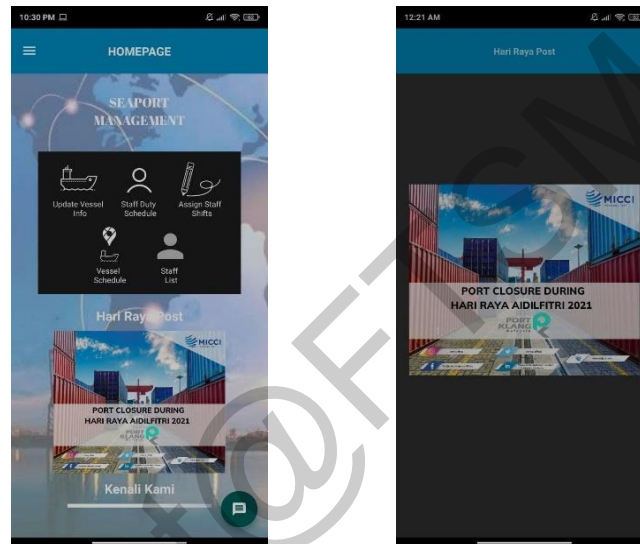 10:30 PM
HOMEPAGE
SEAPORT
MANAGEMENT
Update Vessel
Info
Staff Duty
Schedule
Assign Staff
Shifts
Vessel
Schedule
Staff
List
Hari Raya Post
MICCI
PORT CLOSURE DURING
HARI RAYA AIDILFITRI 2021
PORT
KLANG
Kenali Kami
12:21 AM
Hari Raya Post
MICCI
PORT CLOSURE DURING
HARI RAYA AIDILFITRI 2021
PORT
KLANG